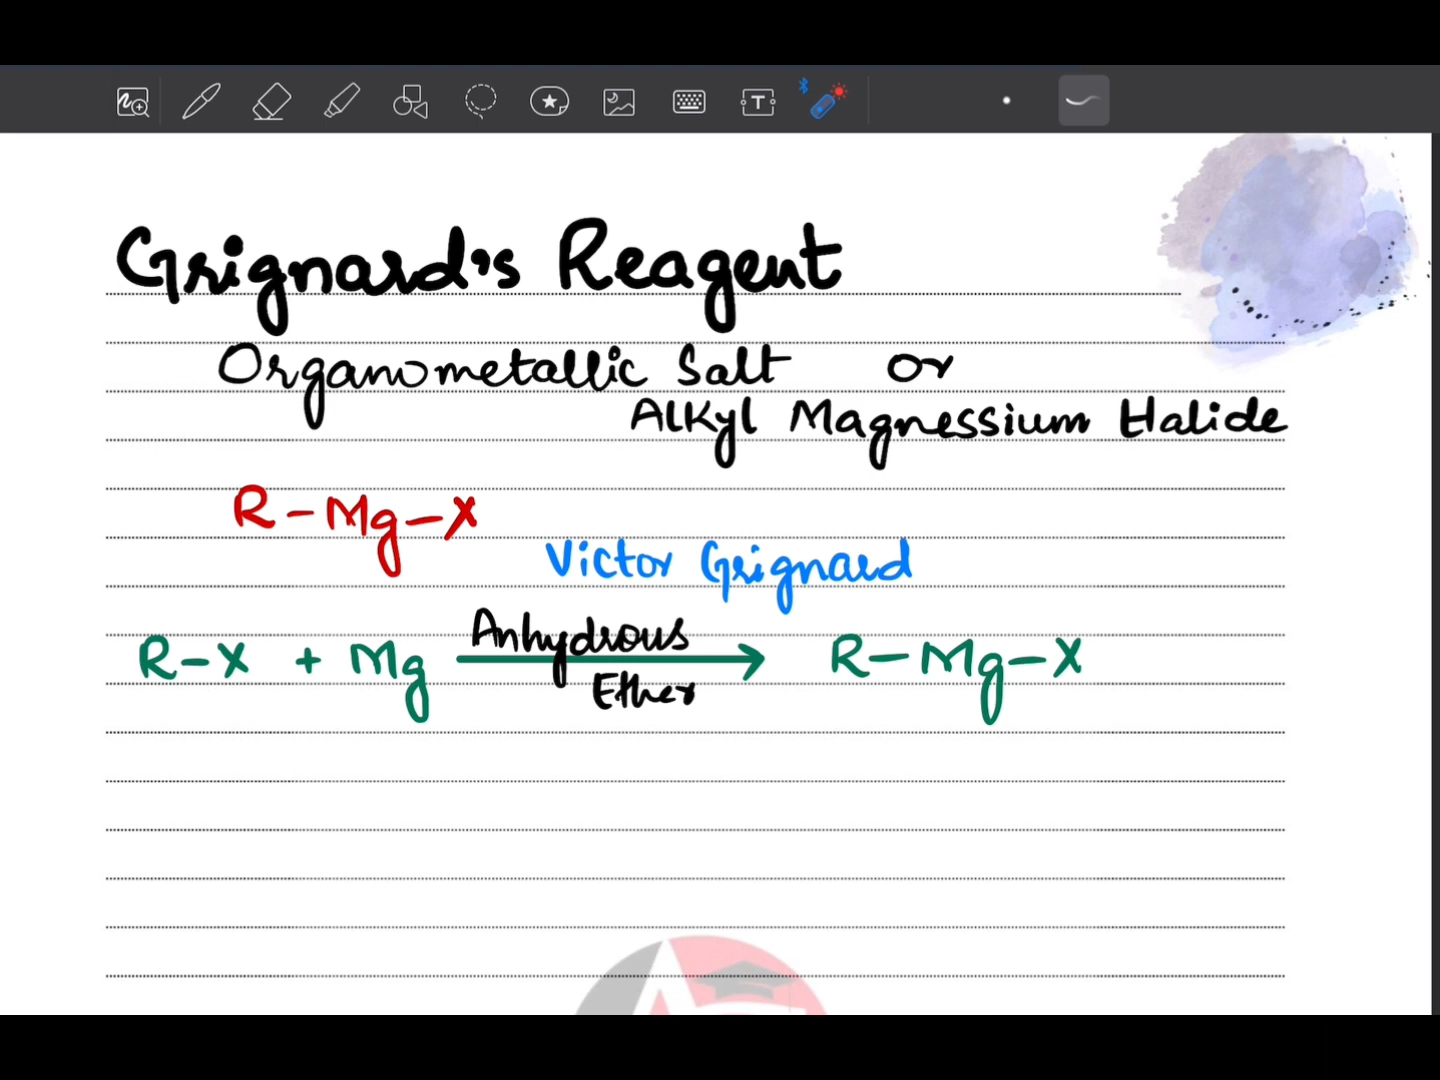 Grignard's Reagent
Organometallic Salt or
Alkyl Magnessium Halide
R-Mg-X
Victor Grignard
R-X + Mg Anhydrous Ether R-Mg-X